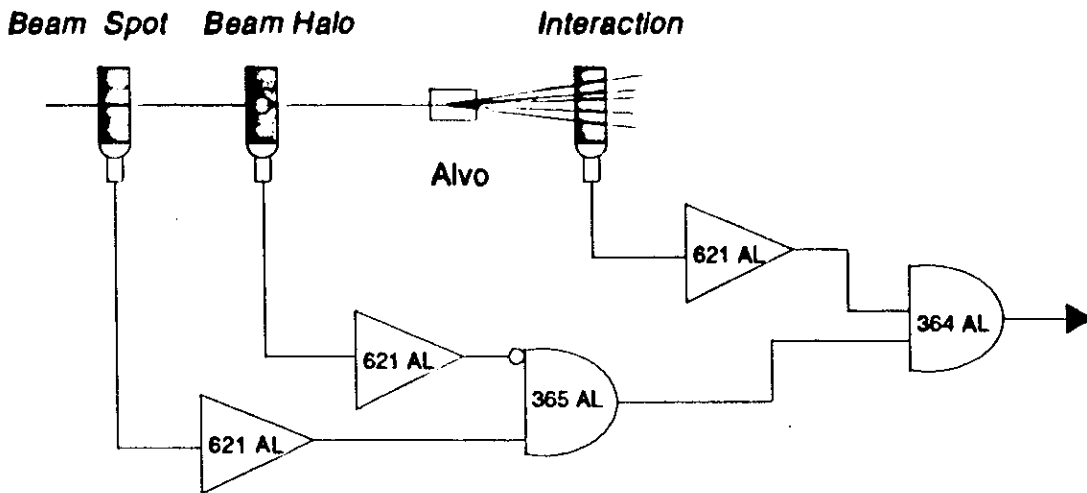 Beam Spot Beam Halo Interaction
Alvo
621 AL
364 AL
621 AL
365 AL
621 AL